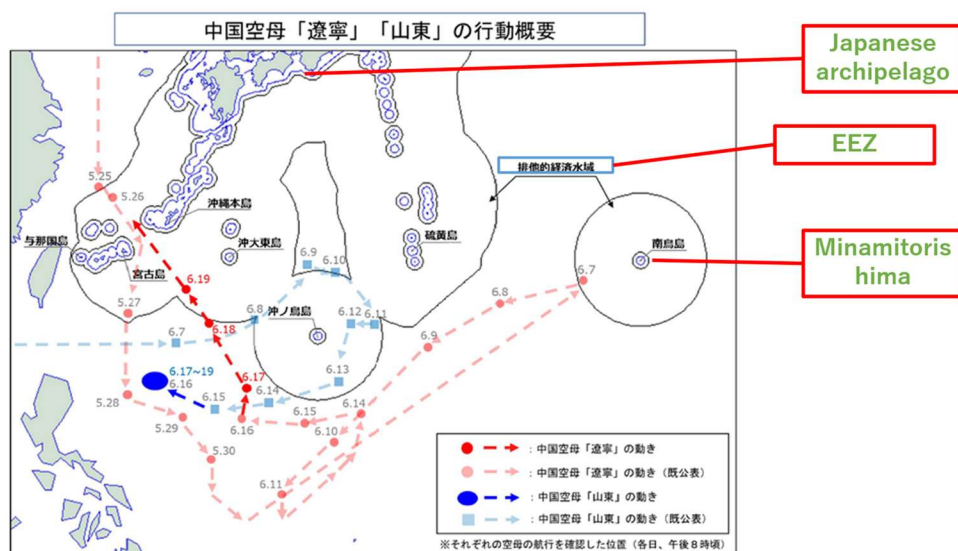 中国空母「遼寧」「山東」の行動概要
Japanese
archipelago
EEZ
排他的経済水域
Minamitoris
hima
5.25
5.26
沖縄本島
与那国島
宮古島
沖大東島
硫黄島
南鳥島
6.9
6.10
6.7
6.19
6.8
5.27
6.8
沖ノ鳥島
6.12
6.11
6.18
6.7
6.9
6.17~19
6.16
6.17
6.13
5.28
6.15
6.14
6.14
5.29
6.16
6.15
6.10
5.30
6.11
：中国空母「遼寧」の動き
：中国空母「遼寧」の動き（既公表）
：中国空母「山東」の動き
：中国空母「山東」の動き（既公表）
※それぞれの空母の航行を確認した位置（各日、午後８時頃）